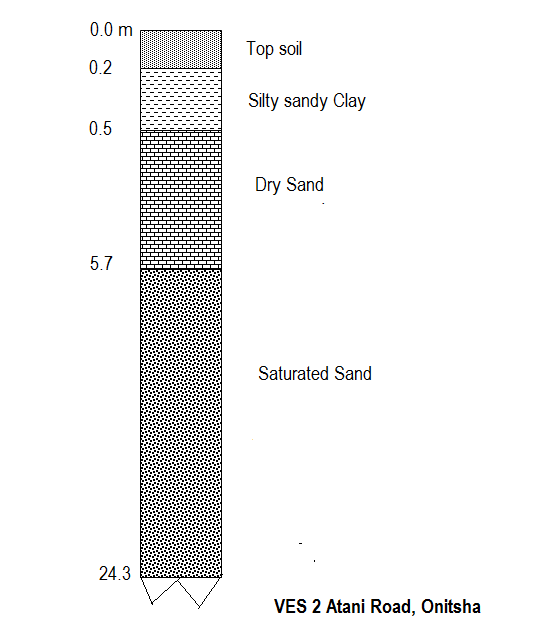 0.0 m
Top soil
0.2
Silty sandy Clay
0.5
Dry Sand
5.7
Saturated Sand
24.3
VES 2 Atani Road, Onitsha